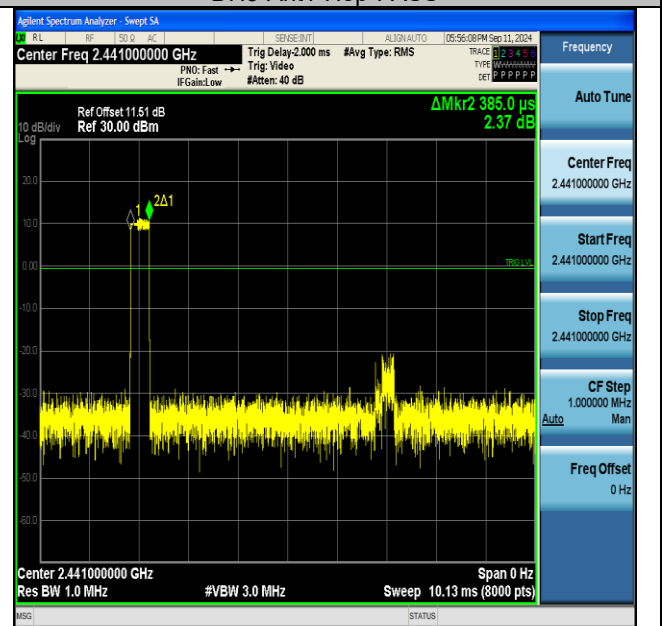 Agilent Spectrum Analyzer - Swept SA
RL RF 50 Ω AC SENSE:INT ALIGN AUTO 05:56:08 PM Sep 11, 2024
Center Freq 2.441000000 GHz
PNO: Fast
IFGain:Low
Trig Delay-2.000 ms
Trig: Video
#Atten: 40 dB
#Avg Type: RMS
TRACE 1 2 3 4 5 6
TYPE
DET P P P P P P
ΔMkr2 385.0 µs
2.37 dB
Ref Offset 11.51 dB
10 dB/div Ref 30.00 dBm
Log
20.0
2Δ1
1
10.0
0.00
TRIG LVL
-10.0
-20.0
-30.0
-40.0
-50.0
-60.0
Center 2.441000000 GHz Span 0 Hz
Res BW 1.0 MHz #VBW 3.0 MHz Sweep 10.13 ms (8000 pts)
MSG STATUS
Frequency
Auto Tune
Center Freq
2.441000000 GHz
Start Freq
2.441000000 GHz
Stop Freq
2.441000000 GHz
CF Step
1.000000 MHz
Auto Man
Freq Offset
0 Hz